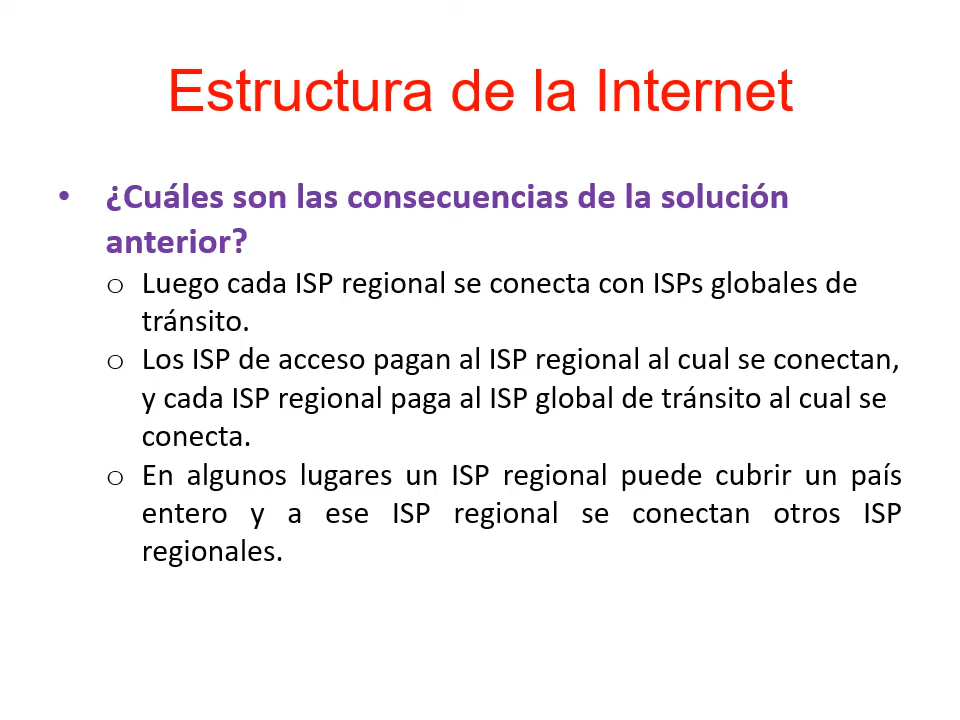 Estructura de la Internet
• ¿Cuáles son las consecuencias de la solución
anterior?
o Luego cada ISP regional se conecta con ISPs globales de
tránsito.
o Los ISP de acceso pagan al ISP regional al cual se conectan,
y cada ISP regional paga al ISP global de tránsito al cual se
conecta.
o En algunos lugares un ISP regional puede cubrir un país
entero y a ese ISP regional se conectan otros ISP
regionales.